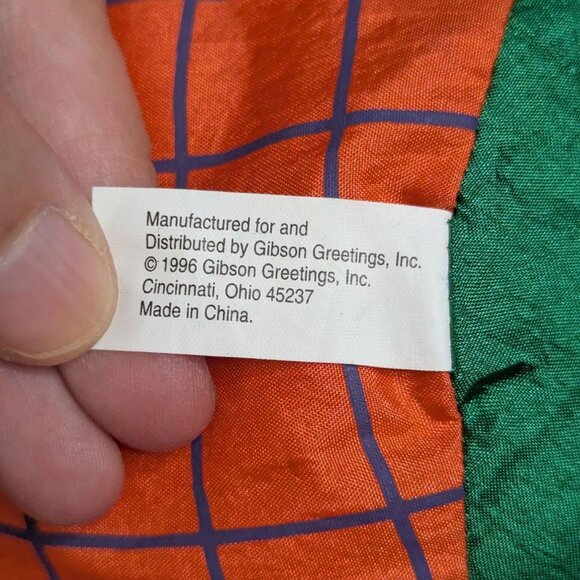 Manufactured for and
Distributed by Gibson Greetings, Inc.
© 1996 Gibson Greetings, Inc.
Cincinnati, Ohio 45237
Made in China.